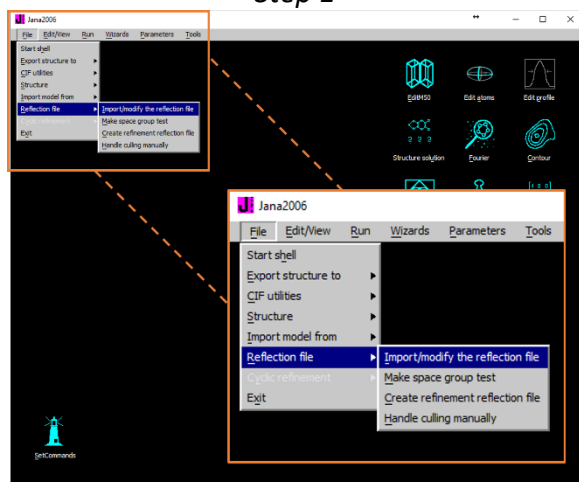 Step 1
Jana2006
File Edit/View Run Wizards Parameters Tools
Start shell
Export structure to
CIF utilities
Structure
Import model from
Reflection file
Cyclic refinement
Exit
Import/modify the reflection file
Make space group test
Create refinement reflection file
Handle culling manually
EditM50
Edit atoms
Edit profile
? ? ?
Structure solution
Fourier
Contour
Jana2006
File Edit/View Run Wizards Parameters Tools
Start shell
Export structure to
CIF utilities
Structure
Import model from
Reflection file
Cyclic refinement
Exit
Import/modify the reflection file
Make space group test
Create refinement reflection file
Handle culling manually
SetCommands